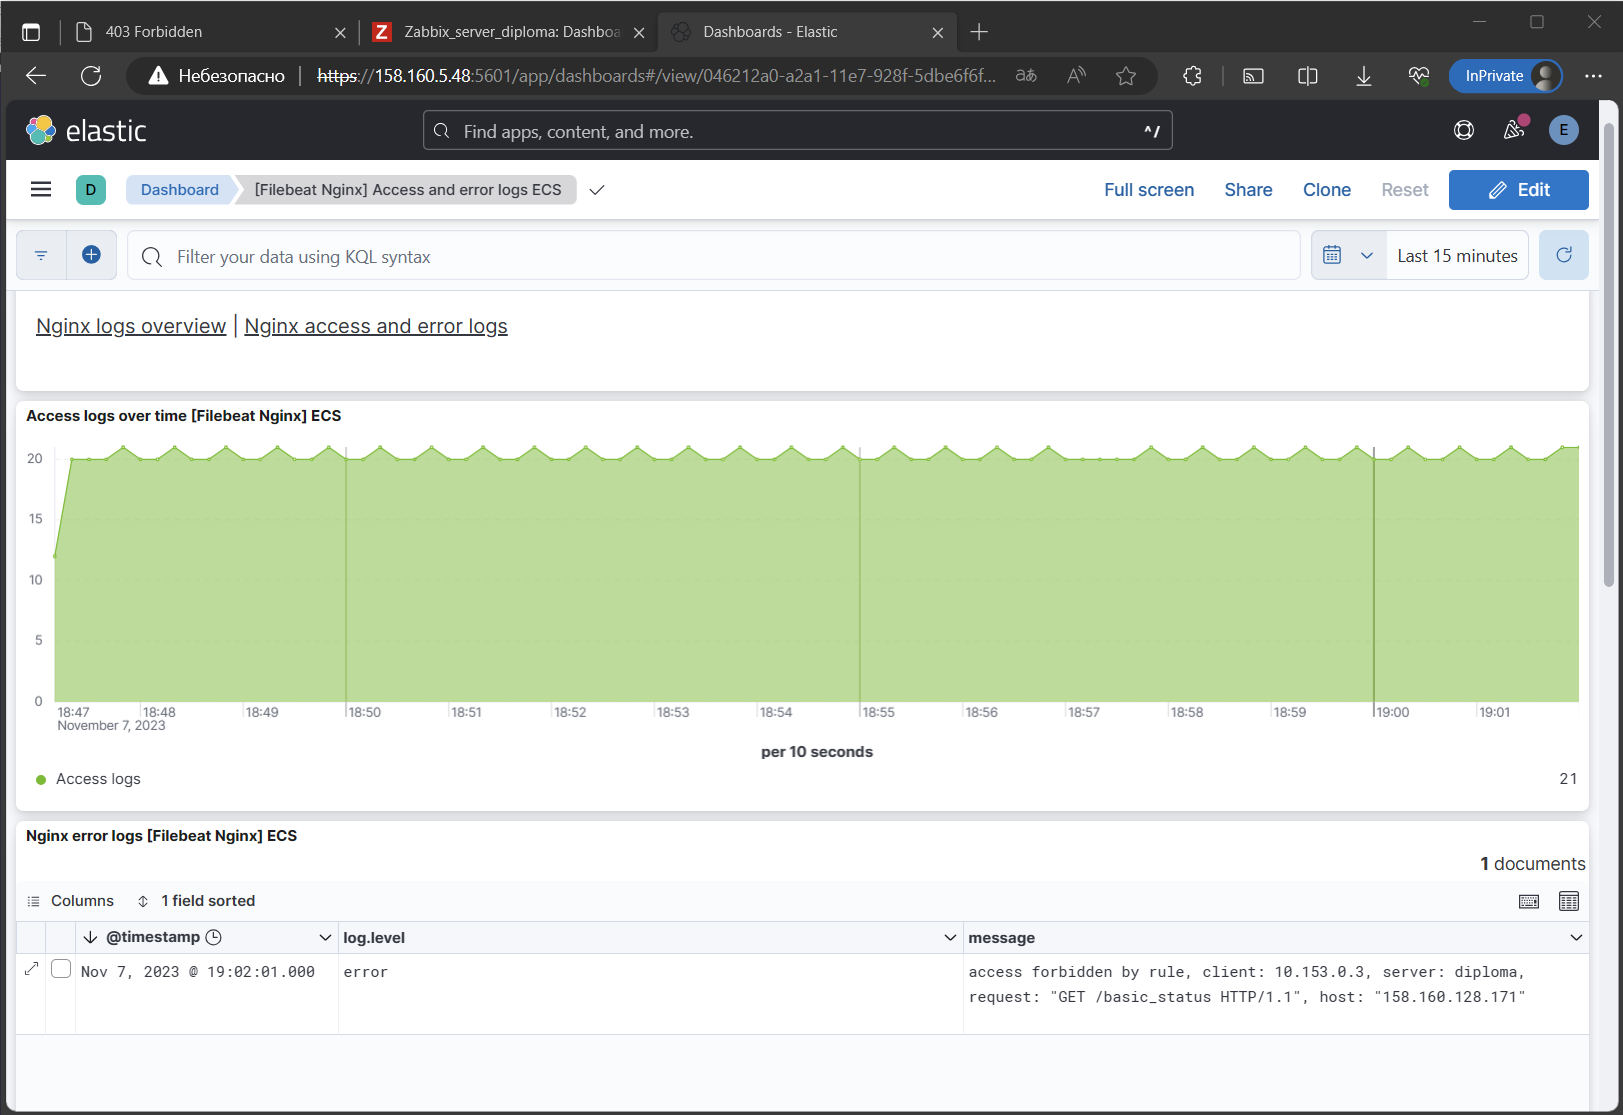 403 Forbidden
Zabbix_server_diploma: Dashboa
Dashboards - Elastic
Небезопасно
https://158.160.5.48:5601/app/dashboards#/view/046212a0-a2a1-11e7-928f-5dbe6f6f...
InPrivate
elastic
Find apps, content, and more.
^/
E
D
Dashboard
[Filebeat Nginx] Access and error logs ECS
Full screen
Share
Clone
Reset
Edit
Filter your data using KQL syntax
Last 15 minutes
Nginx logs overview | Nginx access and error logs
Access logs over time [Filebeat Nginx] ECS
20
15
10
5
0
18:47 18:48 18:49 18:50 18:51 18:52 18:53 18:54 18:55 18:56 18:57 18:58 18:59 19:00 19:01
November 7, 2023
per 10 seconds
Access logs 21
Nginx error logs [Filebeat Nginx] ECS
1 documents
Columns 1 field sorted
@timestamp log.level message
Nov 7, 2023 @ 19:02:01.000 error access forbidden by rule, client: 10.153.0.3, server: diploma,
request: "GET /basic_status HTTP/1.1", host: "158.160.128.171"